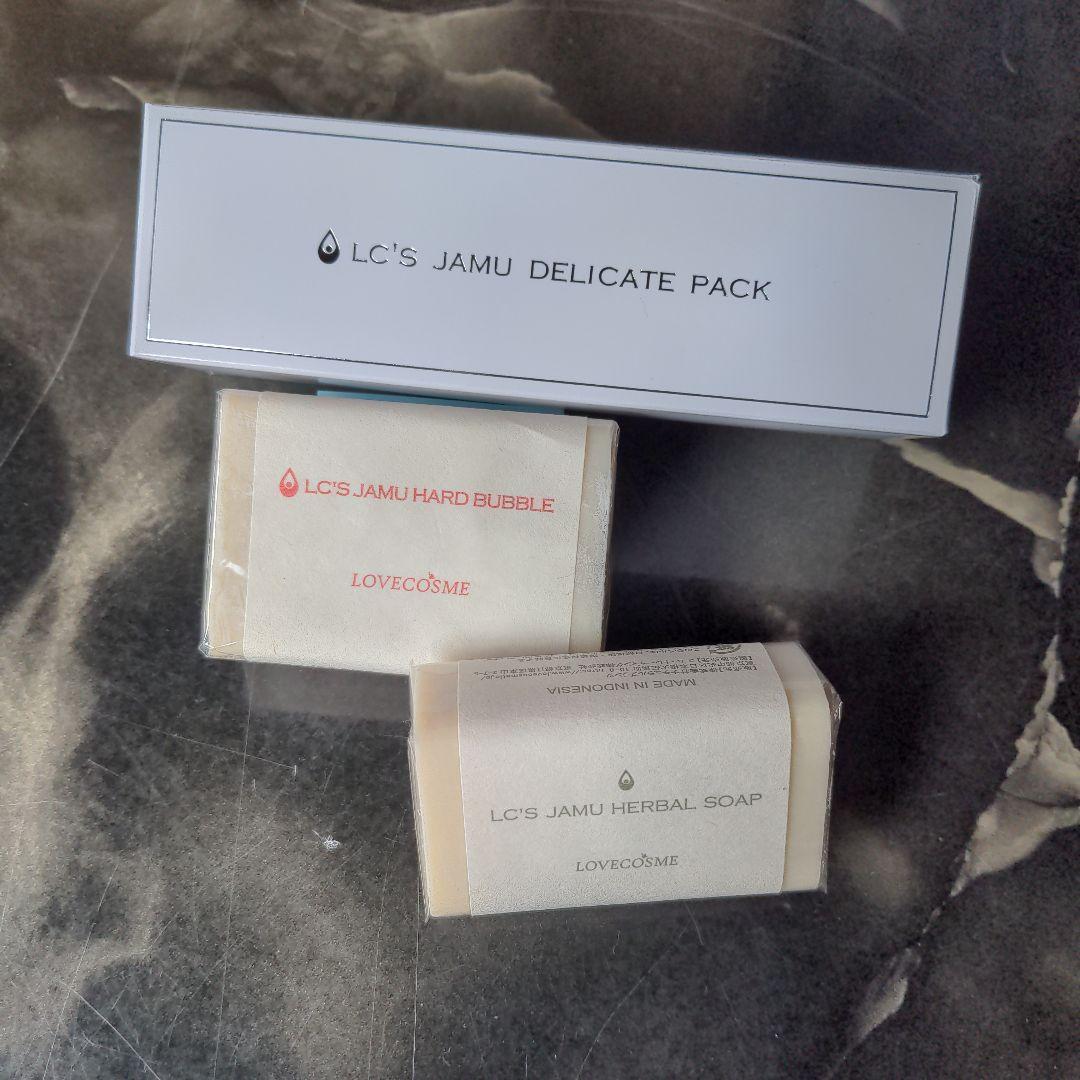 LC'S JAMU DELICATE PACK
LC'S JAMU HARD BUBBLE
LOVECOSME
MADE IN INDONESIA
LC'S JAMU HERBAL SOAP
LOVECOSME